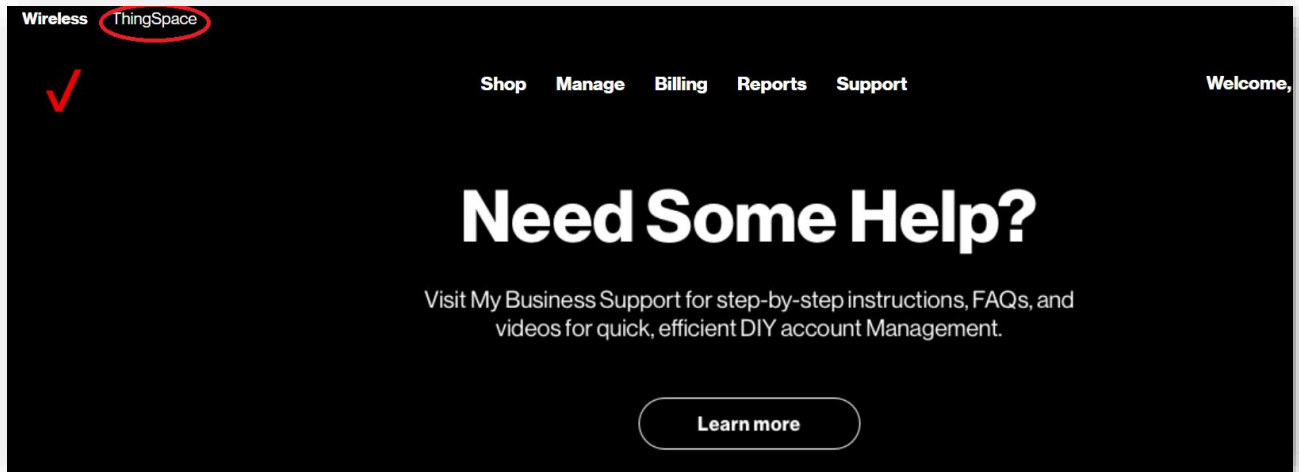 Wireless ThingSpace
Shop Manage Billing Reports Support Welcome,
Need Some Help?
Visit My Business Support for step-by-step instructions, FAQs, and
videos for quick, efficient DIY account Management.
Learn more